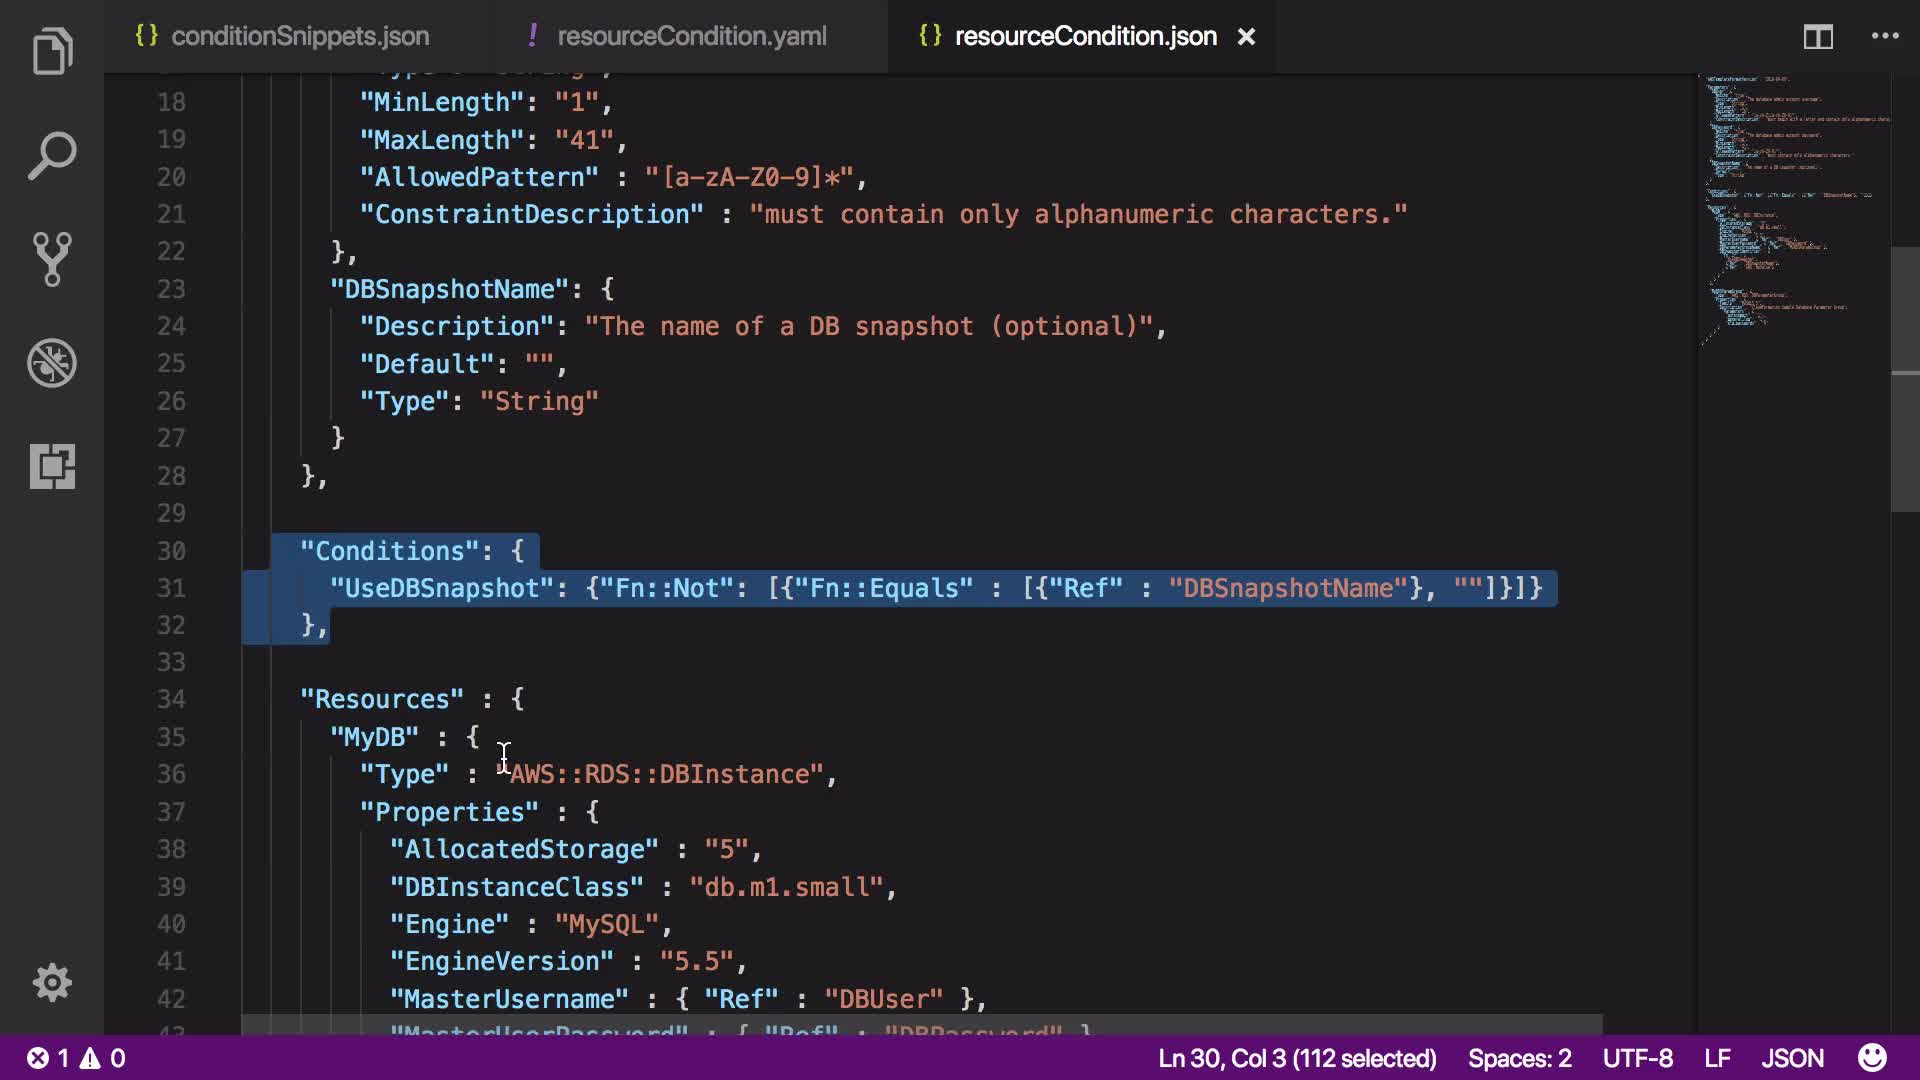 {} conditionSnippets.json
! resourceCondition.yaml
{} resourceCondition.json ×
18 "MinLength": "1",
19 "MaxLength": "41",
20 "AllowedPattern" : "[a-zA-Z0-9]*",
21 "ConstraintDescription" : "must contain only alphanumeric characters."
22 },
23 "DBSnapshotName": {
24 "Description": "The name of a DB snapshot (optional)",
25 "Default": "",
26 "Type": "String"
27 }
28 },
29
30 "Conditions": {
31 "UseDBSnapshot": {"Fn::Not": [{"Fn::Equals" : [{"Ref" : "DBSnapshotName"}, ""]}]}
32 },
33
34 "Resources" : {
35 "MyDB" : {
36 "Type" : "AWS::RDS::DBInstance",
37 "Properties" : {
38 "AllocatedStorage" : "5",
39 "DBInstanceClass" : "db.m1.small",
40 "Engine" : "MySQL",
41 "EngineVersion" : "5.5",
42 "MasterUsername" : { "Ref" : "DBUser" },
43 "MasterUserPassword" : { "Ref" : "DBPassword" }
1 0
Ln 30, Col 3 (112 selected) Spaces: 2 UTF-8 LF JSON